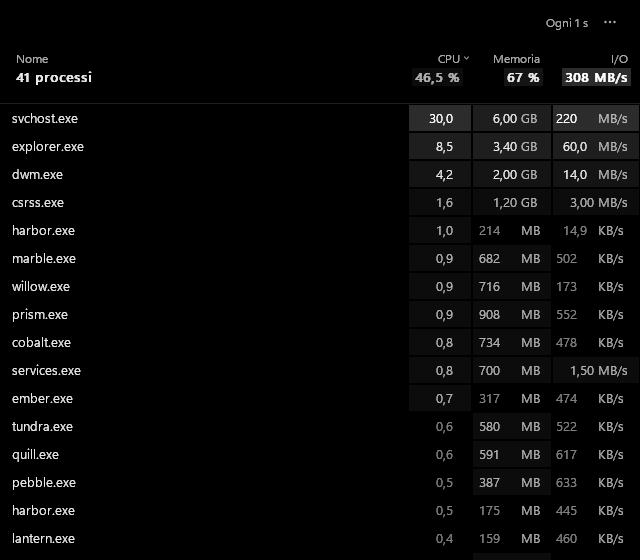 Ogni 1 s ···
Nome CPU Memoria I/O
41 processi 46,5 % 67 % 308 MB/s
svchost.exe 30,0 6,00 GB 220 MB/s
explorer.exe 8,5 3,40 GB 60,0 MB/s
dwm.exe 4,2 2,00 GB 14,0 MB/s
csrss.exe 1,6 1,20 GB 3,00 MB/s
harbor.exe 1,0 214 MB 14,9 KB/s
marble.exe 0,9 682 MB 502 KB/s
willow.exe 0,9 716 MB 173 KB/s
prism.exe 0,9 908 MB 552 KB/s
cobalt.exe 0,8 734 MB 478 KB/s
services.exe 0,8 700 MB 1,50 MB/s
ember.exe 0,7 317 MB 474 KB/s
tundra.exe 0,6 580 MB 522 KB/s
quill.exe 0,6 591 MB 617 KB/s
pebble.exe 0,5 387 MB 633 KB/s
harbor.exe 0,5 175 MB 445 KB/s
lantern.exe 0,4 159 MB 460 KB/s